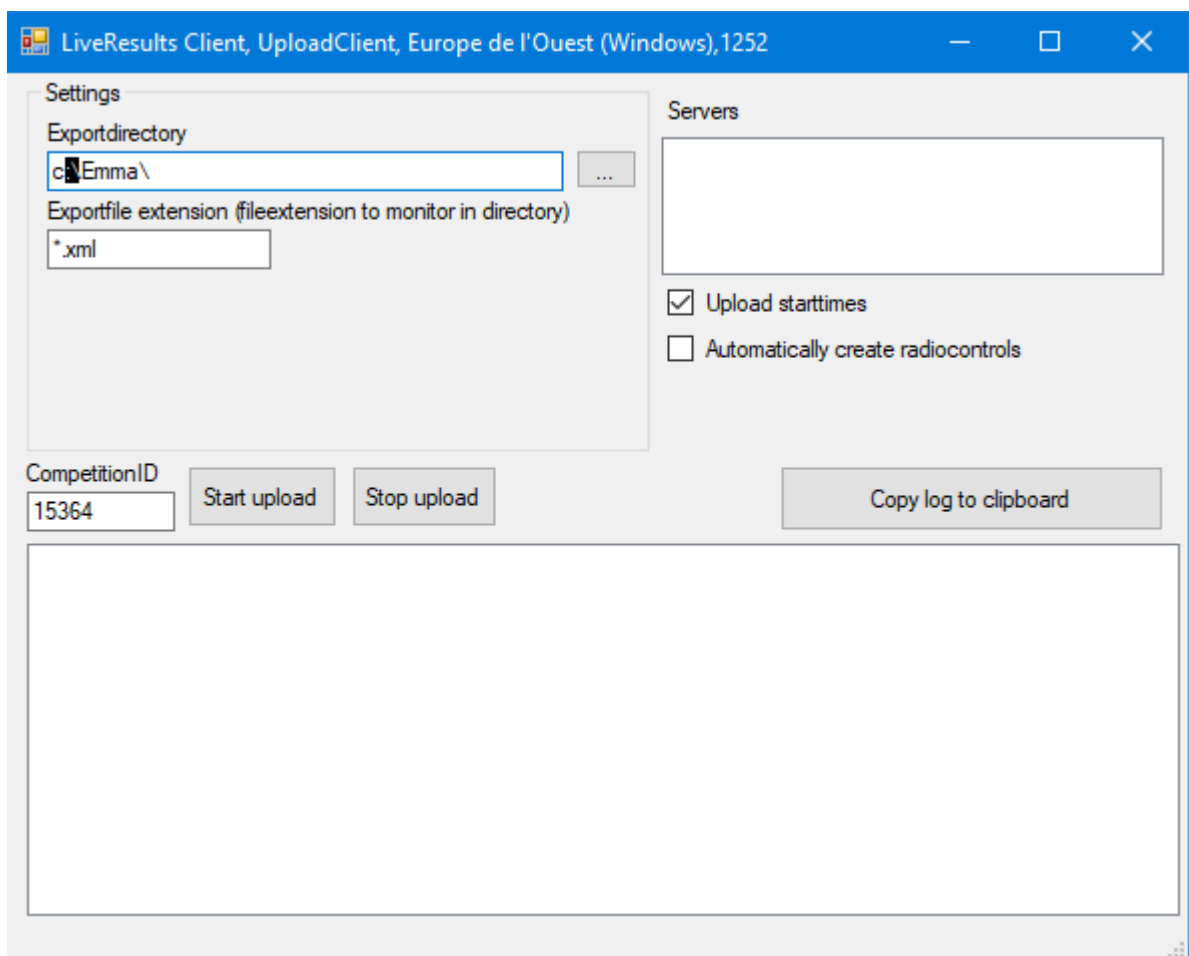 LiveResults Client, UploadClient, Europe de l'Ouest (Windows),1252
Settings
Exportdirectory
c:\Emma\
...
Exportfile extension (fileextension to monitor in directory)
*.xml
Servers
Upload starttimes
Automatically create radiocontrols
CompetitionID
15364
Start upload
Stop upload
Copy log to clipboard